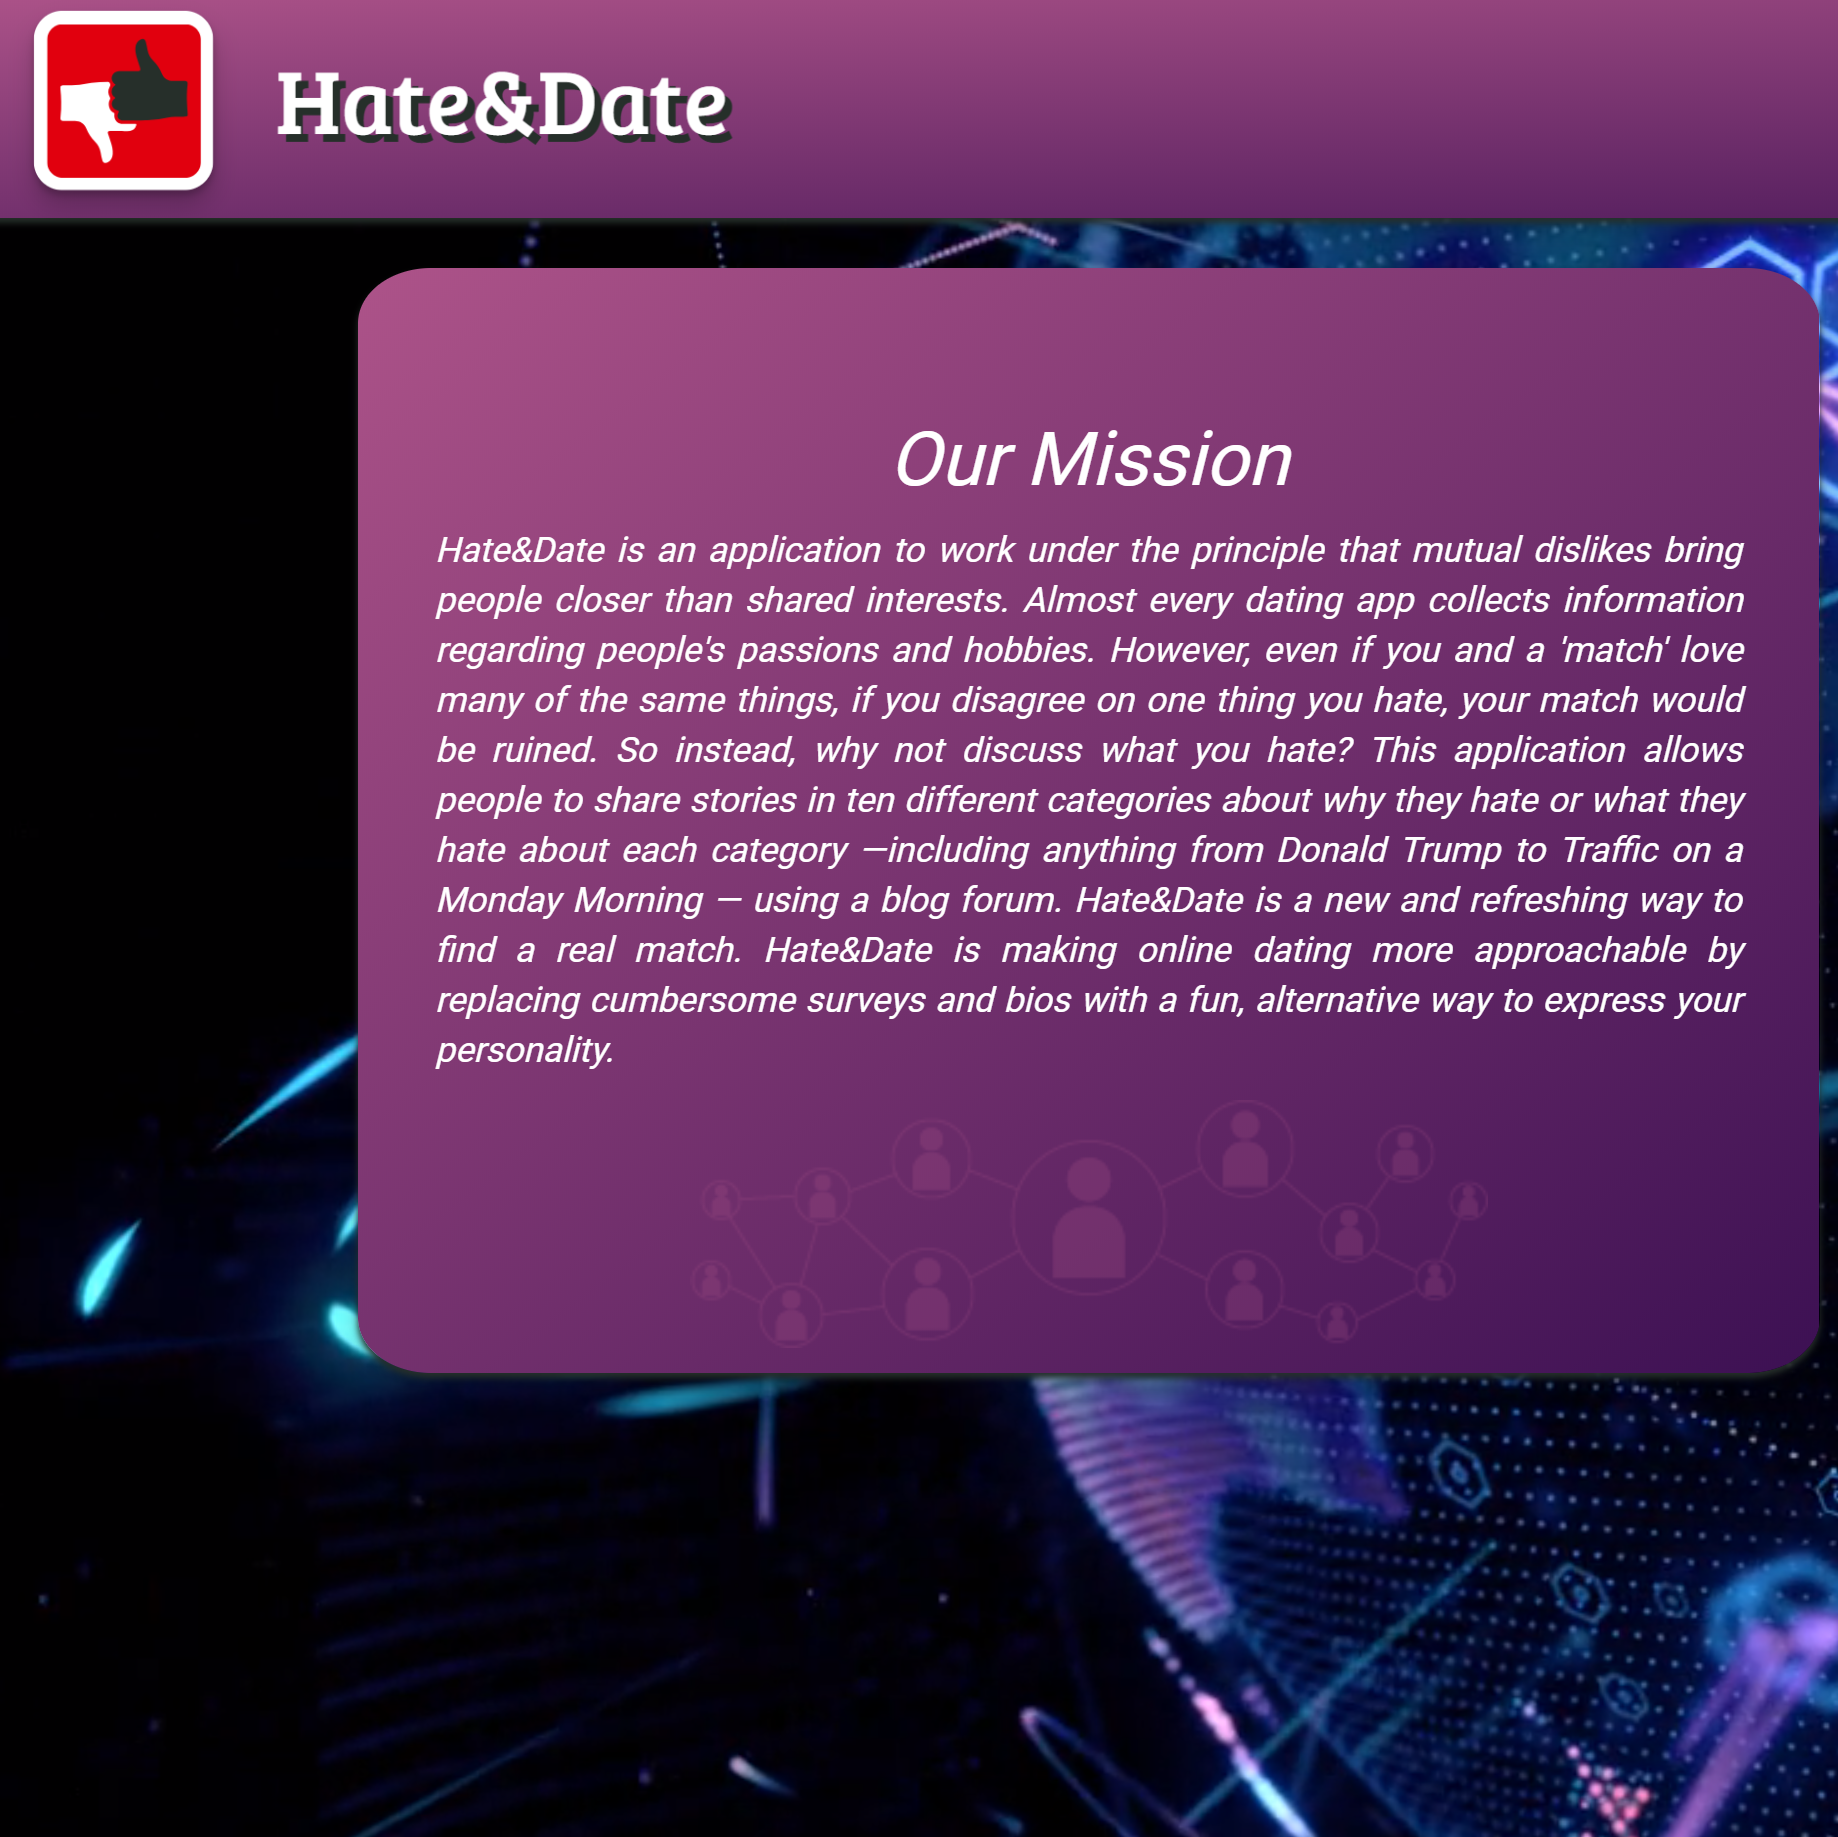 Hate&Date
Our Mission
Hate&Date is an application to work under the principle that mutual dislikes bring
people closer than shared interests. Almost every dating app collects information
regarding people's passions and hobbies. However, even if you and a 'match' love
many of the same things, if you disagree on one thing you hate, your match would
be ruined. So instead, why not discuss what you hate? This application allows
people to share stories in ten different categories about why they hate or what they
hate about each category —including anything from Donald Trump to Traffic on a
Monday Morning — using a blog forum. Hate&Date is a new and refreshing way to
find a real match. Hate&Date is making online dating more approachable by
replacing cumbersome surveys and bios with a fun, alternative way to express your
personality.